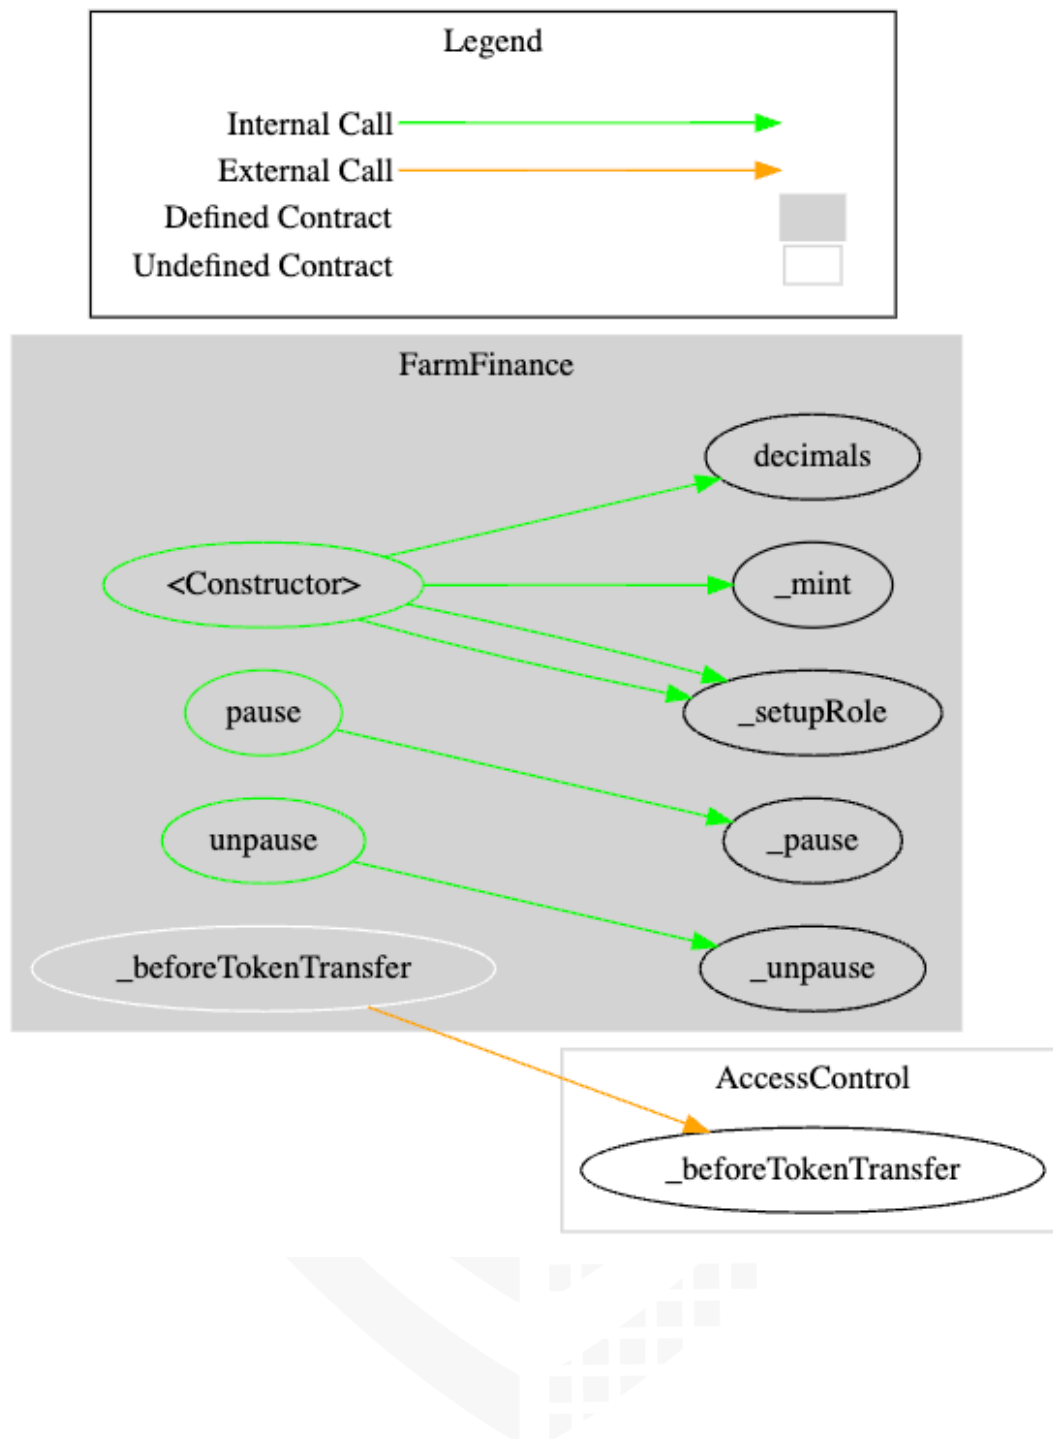 Legend
Internal Call
External Call
Defined Contract
Undefined Contract
FarmFinance
decimals
<Constructor>
_mint
pause
_setupRole
unpause
_pause
_beforeTokenTransfer
_unpause
AccessControl
_beforeTokenTransfer